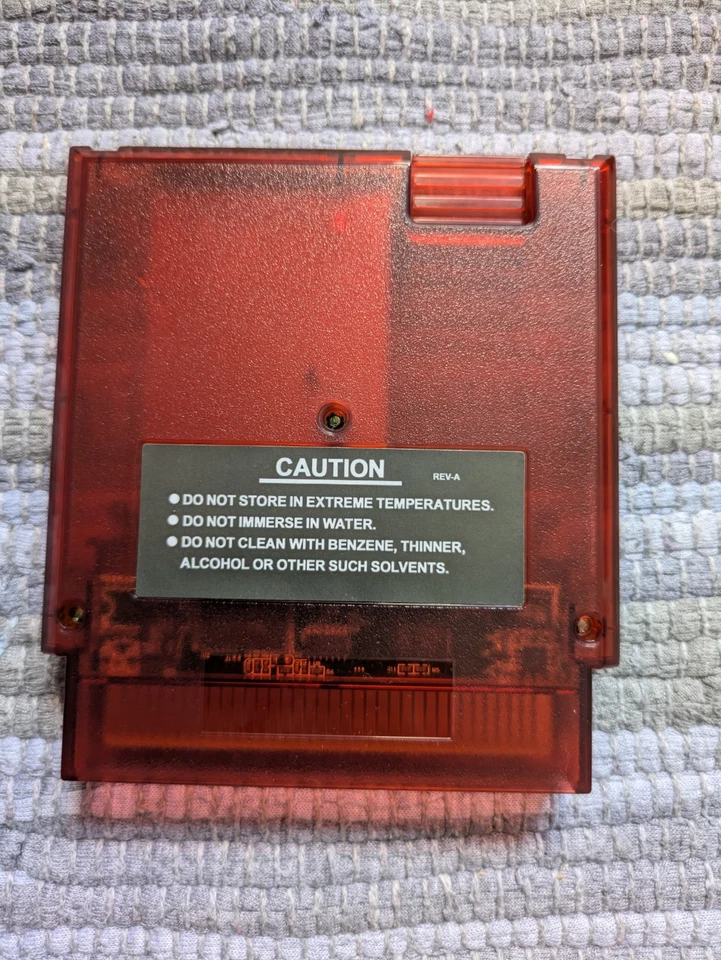 CAUTION
REV-A
● DO NOT STORE IN EXTREME TEMPERATURES.
● DO NOT IMMERSE IN WATER.
● DO NOT CLEAN WITH BENZENE, THINNER,
ALCOHOL OR OTHER SUCH SOLVENTS.